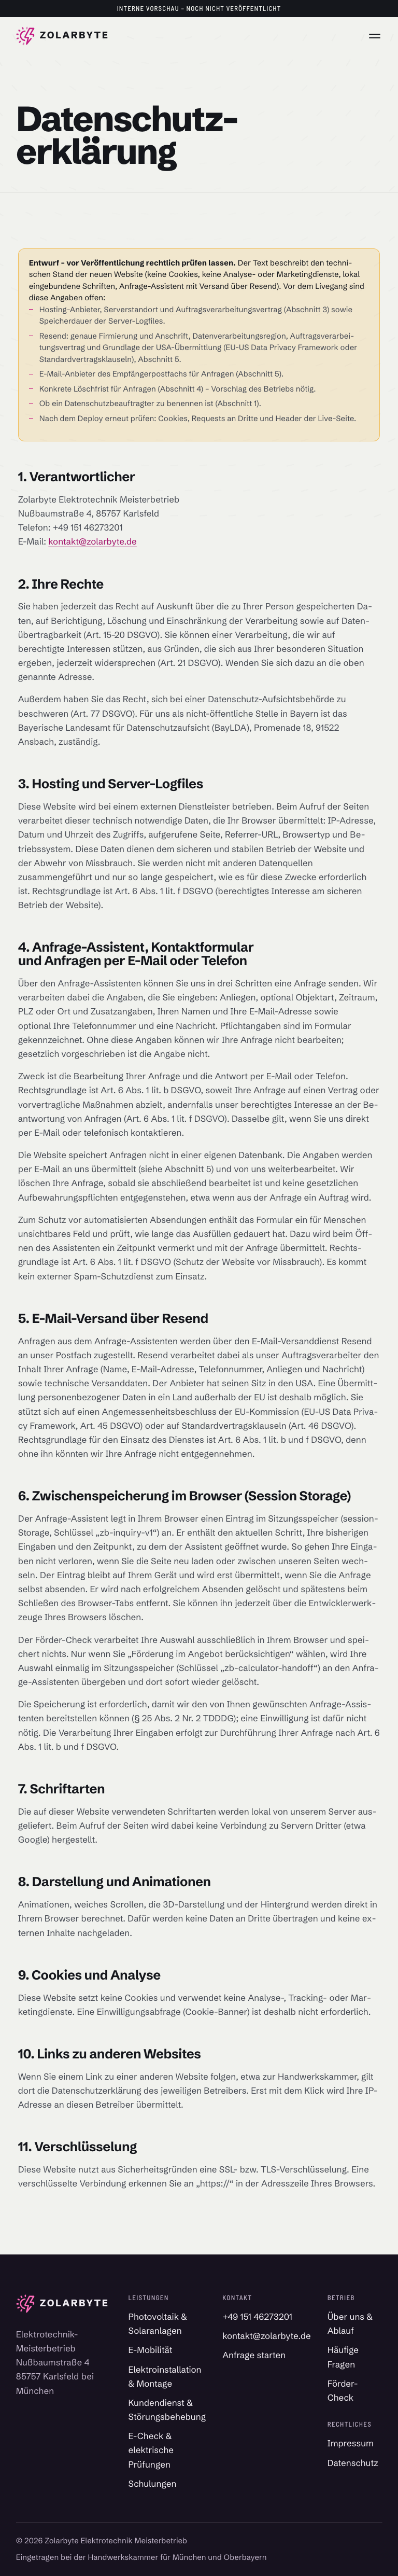 INTERNE VORSCHAU – NOCH NICHT VERÖFFENTLICHT
ZOLARBYTE
Datenschutz-
erklärung
Entwurf – vor Veröffentlichung rechtlich prüfen lassen. Der Text beschreibt den techni-
schen Stand der neuen Website (keine Cookies, keine Analyse- oder Marketingdienste, lokal
eingebundene Schriften, Anfrage-Assistent mit Versand über Resend). Vor dem Livegang sind
diese Angaben offen:
– Hosting-Anbieter, Serverstandort und Auftragsverarbeitungsvertrag (Abschnitt 3) sowie
Speicherdauer der Server-Logfiles.
– Resend: genaue Firmierung und Anschrift, Datenverarbeitungsregion, Auftragsverarbei-
tungsvertrag und Grundlage der USA-Übermittlung (EU-US Data Privacy Framework oder
Standardvertragsklauseln), Abschnitt 5.
– E-Mail-Anbieter des Empfängerpostfachs für Anfragen (Abschnitt 5).
– Konkrete Löschfrist für Anfragen (Abschnitt 4) – Vorschlag des Betriebs nötig.
– Ob ein Datenschutzbeauftragter zu benennen ist (Abschnitt 1).
– Nach dem Deploy erneut prüfen: Cookies, Requests an Dritte und Header der Live-Seite.
1. Verantwortlicher
Zolarbyte Elektrotechnik Meisterbetrieb
Nußbaumstraße 4, 85757 Karlsfeld
Telefon: +49 151 46273201
E-Mail: kontakt@zolarbyte.de
2. Ihre Rechte
Sie haben jederzeit das Recht auf Auskunft über die zu Ihrer Person gespeicherten Da-
ten, auf Berichtigung, Löschung und Einschränkung der Verarbeitung sowie auf Daten-
übertragbarkeit (Art. 15–20 DSGVO). Sie können einer Verarbeitung, die wir auf
berechtigte Interessen stützen, aus Gründen, die sich aus Ihrer besonderen Situation
ergeben, jederzeit widersprechen (Art. 21 DSGVO). Wenden Sie sich dazu an die oben
genannte Adresse.
Außerdem haben Sie das Recht, sich bei einer Datenschutz-Aufsichtsbehörde zu
beschweren (Art. 77 DSGVO). Für uns als nicht-öffentliche Stelle in Bayern ist das
Bayerische Landesamt für Datenschutzaufsicht (BayLDA), Promenade 18, 91522
Ansbach, zuständig.
3. Hosting und Server-Logfiles
Diese Website wird bei einem externen Dienstleister betrieben. Beim Aufruf der Seiten
verarbeitet dieser technisch notwendige Daten, die Ihr Browser übermittelt: IP-Adresse,
Datum und Uhrzeit des Zugriffs, aufgerufene Seite, Referrer-URL, Browsertyp und Be-
triebssystem. Diese Daten dienen dem sicheren und stabilen Betrieb der Website und
der Abwehr von Missbrauch. Sie werden nicht mit anderen Datenquellen
zusammengeführt und nur so lange gespeichert, wie es für diese Zwecke erforderlich
ist. Rechtsgrundlage ist Art. 6 Abs. 1 lit. f DSGVO (berechtigtes Interesse am sicheren
Betrieb der Website).
4. Anfrage-Assistent, Kontaktformular
und Anfragen per E-Mail oder Telefon
Über den Anfrage-Assistenten können Sie uns in drei Schritten eine Anfrage senden. Wir
verarbeiten dabei die Angaben, die Sie eingeben: Anliegen, optional Objektart, Zeitraum,
PLZ oder Ort und Zusatzangaben, Ihren Namen und Ihre E-Mail-Adresse sowie
optional Ihre Telefonnummer und eine Nachricht. Pflichtangaben sind im Formular
gekennzeichnet. Ohne diese Angaben können wir Ihre Anfrage nicht bearbeiten;
gesetzlich vorgeschrieben ist die Angabe nicht.
Zweck ist die Bearbeitung Ihrer Anfrage und die Antwort per E-Mail oder Telefon.
Rechtsgrundlage ist Art. 6 Abs. 1 lit. b DSGVO, soweit Ihre Anfrage auf einen Vertrag oder
vorvertragliche Maßnahmen abzielt, andernfalls unser berechtigtes Interesse an der Be-
antwortung von Anfragen (Art. 6 Abs. 1 lit. f DSGVO). Dasselbe gilt, wenn Sie uns direkt
per E-Mail oder telefonisch kontaktieren.
Die Website speichert Anfragen nicht in einer eigenen Datenbank. Die Angaben werden
per E-Mail an uns übermittelt (siehe Abschnitt 5) und von uns weiterbearbeitet. Wir
löschen Ihre Anfrage, sobald sie abschließend bearbeitet ist und keine gesetzlichen
Aufbewahrungspflichten entgegenstehen, etwa wenn aus der Anfrage ein Auftrag wird.
Zum Schutz vor automatisierten Absendungen enthält das Formular ein für Menschen
unsichtbares Feld und prüft, wie lange das Ausfüllen gedauert hat. Dazu wird beim Öff-
nen des Assistenten ein Zeitpunkt vermerkt und mit der Anfrage übermittelt. Rechts-
grundlage ist Art. 6 Abs. 1 lit. f DSGVO (Schutz der Website vor Missbrauch). Es kommt
kein externer Spam-Schutzdienst zum Einsatz.
5. E-Mail-Versand über Resend
Anfragen aus dem Anfrage-Assistenten werden über den E-Mail-Versanddienst Resend
an unser Postfach zugestellt. Resend verarbeitet dabei als unser Auftragsverarbeiter den
Inhalt Ihrer Anfrage (Name, E-Mail-Adresse, Telefonnummer, Anliegen und Nachricht)
sowie technische Versanddaten. Der Anbieter hat seinen Sitz in den USA. Eine Übermitt-
lung personenbezogener Daten in ein Land außerhalb der EU ist deshalb möglich. Sie
stützt sich auf einen Angemessenheitsbeschluss der EU-Kommission (EU-US Data Priva-
cy Framework, Art. 45 DSGVO) oder auf Standardvertragsklauseln (Art. 46 DSGVO).
Rechtsgrundlage für den Einsatz des Dienstes ist Art. 6 Abs. 1 lit. b und f DSGVO, denn
ohne ihn könnten wir Ihre Anfrage nicht entgegennehmen.
6. Zwischenspeicherung im Browser (Session Storage)
Der Anfrage-Assistent legt in Ihrem Browser einen Eintrag im Sitzungsspeicher (session-
Storage, Schlüssel „zb-inquiry-v1“) an. Er enthält den aktuellen Schritt, Ihre bisherigen
Eingaben und den Zeitpunkt, zu dem der Assistent geöffnet wurde. So gehen Ihre Einga-
ben nicht verloren, wenn Sie die Seite neu laden oder zwischen unseren Seiten wech-
seln. Der Eintrag bleibt auf Ihrem Gerät und wird erst übermittelt, wenn Sie die Anfrage
selbst absenden. Er wird nach erfolgreichem Absenden gelöscht und spätestens beim
Schließen des Browser-Tabs entfernt. Sie können ihn jederzeit über die Entwicklerwerk-
zeuge Ihres Browsers löschen.
Der Förder-Check verarbeitet Ihre Auswahl ausschließlich in Ihrem Browser und spei-
chert nichts. Nur wenn Sie „Förderung im Angebot berücksichtigen“ wählen, wird Ihre
Auswahl einmalig im Sitzungsspeicher (Schlüssel „zb-calculator-handoff“) an den Anfra-
ge-Assistenten übergeben und dort sofort wieder gelöscht.
Die Speicherung ist erforderlich, damit wir den von Ihnen gewünschten Anfrage-Assis-
tenten bereitstellen können (§ 25 Abs. 2 Nr. 2 TDDDG); eine Einwilligung ist dafür nicht
nötig. Die Verarbeitung Ihrer Eingaben erfolgt zur Durchführung Ihrer Anfrage nach Art. 6
Abs. 1 lit. b und f DSGVO.
7. Schriftarten
Die auf dieser Website verwendeten Schriftarten werden lokal von unserem Server aus-
geliefert. Beim Aufruf der Seiten wird dabei keine Verbindung zu Servern Dritter (etwa
Google) hergestellt.
8. Darstellung und Animationen
Animationen, weiches Scrollen, die 3D-Darstellung und der Hintergrund werden direkt in
Ihrem Browser berechnet. Dafür werden keine Daten an Dritte übertragen und keine ex-
ternen Inhalte nachgeladen.
9. Cookies und Analyse
Diese Website setzt keine Cookies und verwendet keine Analyse-, Tracking- oder Mar-
ketingdienste. Eine Einwilligungsabfrage (Cookie-Banner) ist deshalb nicht erforderlich.
10. Links zu anderen Websites
Wenn Sie einem Link zu einer anderen Website folgen, etwa zur Handwerkskammer, gilt
dort die Datenschutzerklärung des jeweiligen Betreibers. Erst mit dem Klick wird Ihre IP-
Adresse an diesen Betreiber übermittelt.
11. Verschlüsselung
Diese Website nutzt aus Sicherheitsgründen eine SSL- bzw. TLS-Verschlüsselung. Eine
verschlüsselte Verbindung erkennen Sie an „https://“ in der Adresszeile Ihres Browsers.
ZOLARBYTE
Elektrotechnik-
Meisterbetrieb
Nußbaumstraße 4
85757 Karlsfeld bei
München
LEISTUNGEN
Photovoltaik &
Solaranlagen
E-Mobilität
Elektroinstallation
& Montage
Kundendienst &
Störungsbehebung
E-Check &
elektrische
Prüfungen
Schulungen
KONTAKT
+49 151 46273201
kontakt@zolarbyte.de
Anfrage starten
BETRIEB
Über uns &
Ablauf
Häufige
Fragen
Förder-
Check
RECHTLICHES
Impressum
Datenschutz
© 2026 Zolarbyte Elektrotechnik Meisterbetrieb
Eingetragen bei der Handwerkskammer für München und Oberbayern